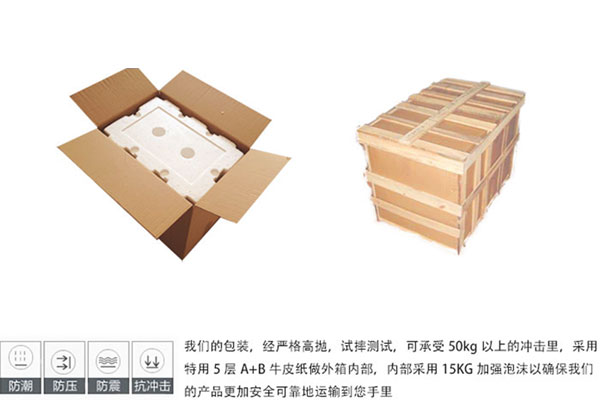 我们的包装，经严格高抛，试摔测试，可承受 50kg 以上的冲击里，采用
特用 5 层 A+B 牛皮纸做外箱内部，内部采用 15KG 加强泡沫以确保我们
的产品更加安全可靠地运输到您手里
防潮 防压 防震 抗冲击